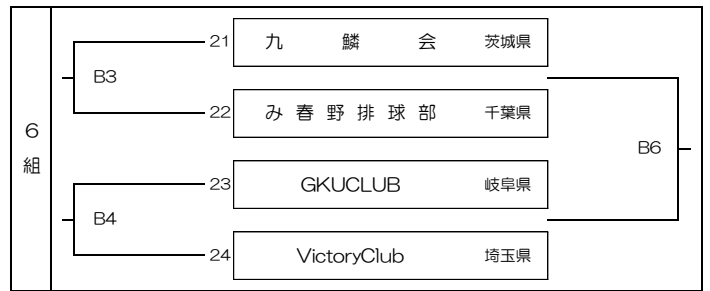 6組
B3
21 九鱗会 茨城県
22 み春野排球部 千葉県
B6
B4
23 GKUCLUB 岐阜県
24 VictoryClub 埼玉県